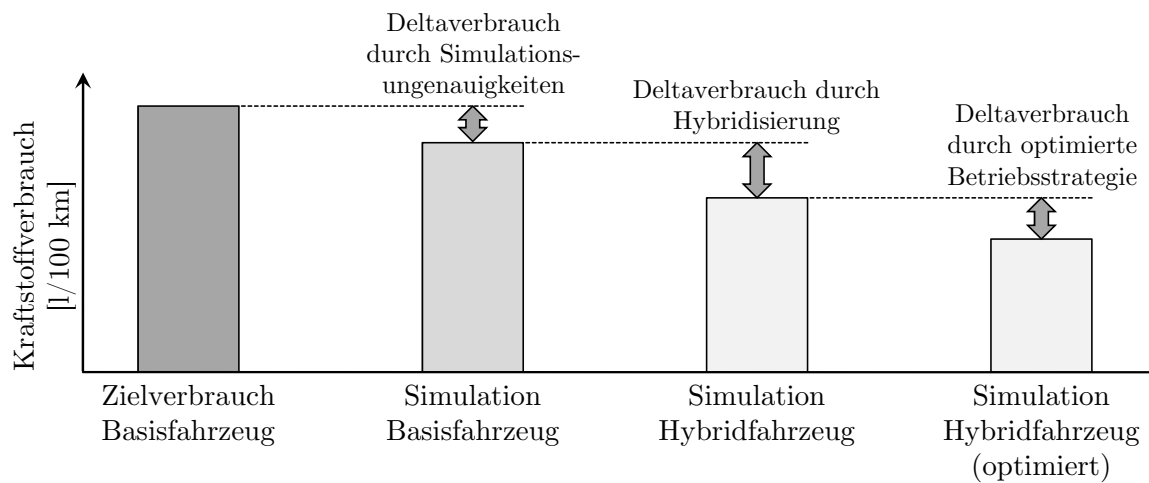 Deltaverbrauch
durch Simulations-
ungenauigkeiten
Deltaverbrauch durch
Hybridisierung
Deltaverbrauch
durch optimierte
Betriebsstrategie
Kraftstoffverbrauch
[l/100 km]
Zielverbrauch
Basisfahrzeug
Simulation
Basisfahrzeug
Simulation
Hybridfahrzeug
Simulation
Hybridfahrzeug
(optimiert)